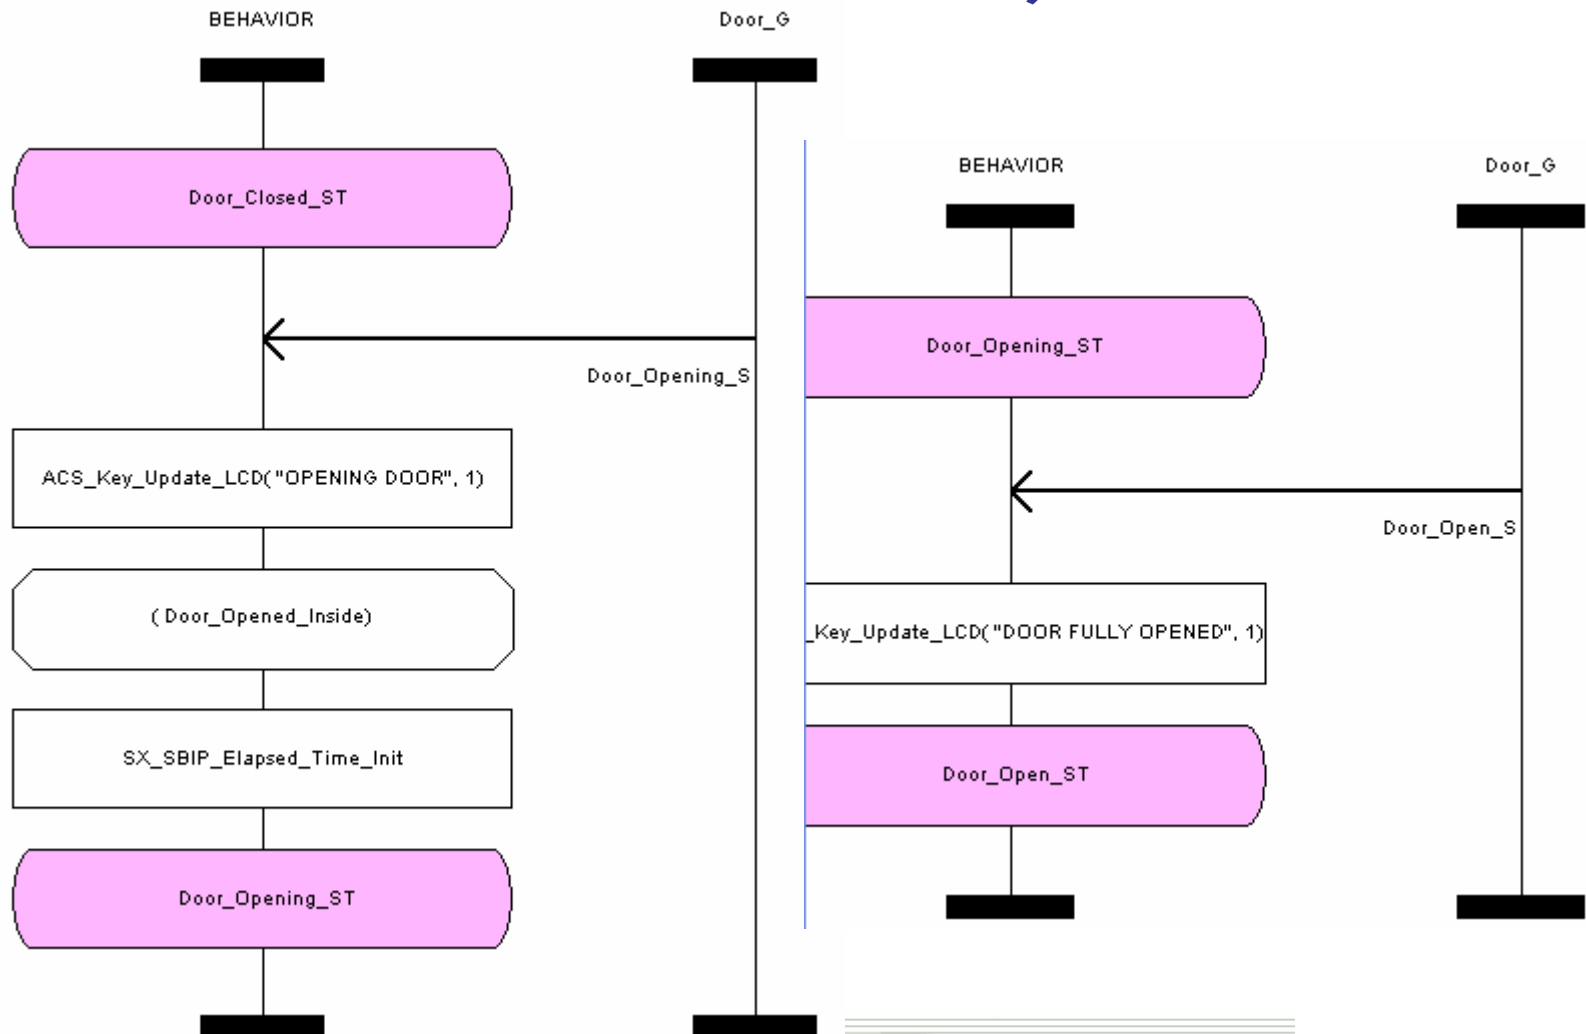 BEHAVIOR
Door_G
Door_Closed_ST
Door_Opening_S
ACS_Key_Update_LCD("OPENING DOOR", 1)
( Door_Opened_Inside)
SX_SBIP_Elapsed_Time_Init
Door_Opening_ST
BEHAVIOR
Door_G
Door_Opening_ST
Door_Open_S
_Key_Update_LCD("DOOR FULLY OPENED", 1)
Door_Open_ST